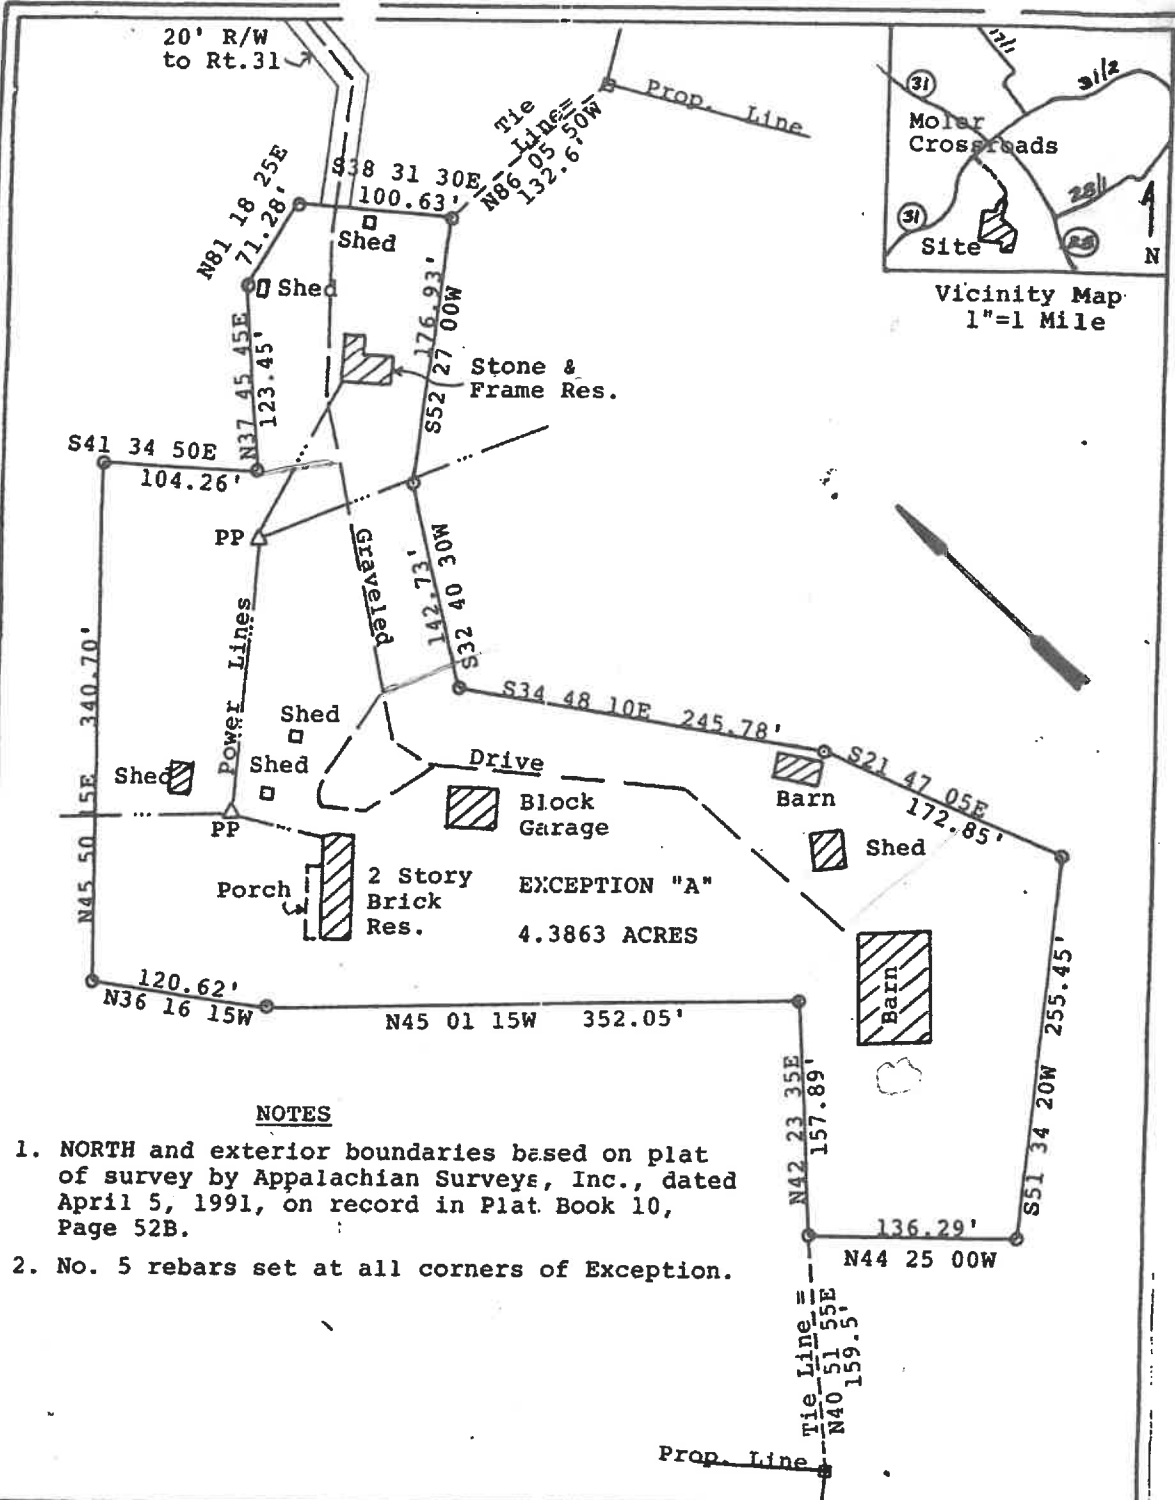 20' R/W
to Rt.31
Tie
Line=
N86 05 50W
132.6'
Prop. Line
17/1
31/2
31
Moler
Crossroads
28/1
31
Site
28
N
Vicinity Map
1"=1 Mile
S38 31 30E
100.63'
Shed
N81 18 25E
71.28'
Shed
N37 45 45E
123.45'
176.93'
S52 27 00W
Stone &
Frame Res.
S41 34 50E
104.26'
PP
Graveled
142.73'
S32 40 30W
Power Lines
N45 50 15E 340.70'
S34 48 10E 245.78'
Shed
Shed
Shed
PP
Drive
Block
Garage
Barn
S21 47 05E
172.85'
Shed
Porch
2 Story
Brick
Res.
EXCEPTION "A"
4.3863 ACRES
Barn
S51 34 20W 255.45'
120.62'
N36 16 15W
N45 01 15W 352.05'
N42 23 35E
157.89'
136.29'
N44 25 00W
Tie Line =
N40 51 55E
159.5'
Prop. Line
NOTES
1. NORTH and exterior boundaries based on plat
of survey by Appalachian Surveys, Inc., dated
April 5, 1991, on record in Plat Book 10,
Page 52B.
2. No. 5 rebars set at all corners of Exception.